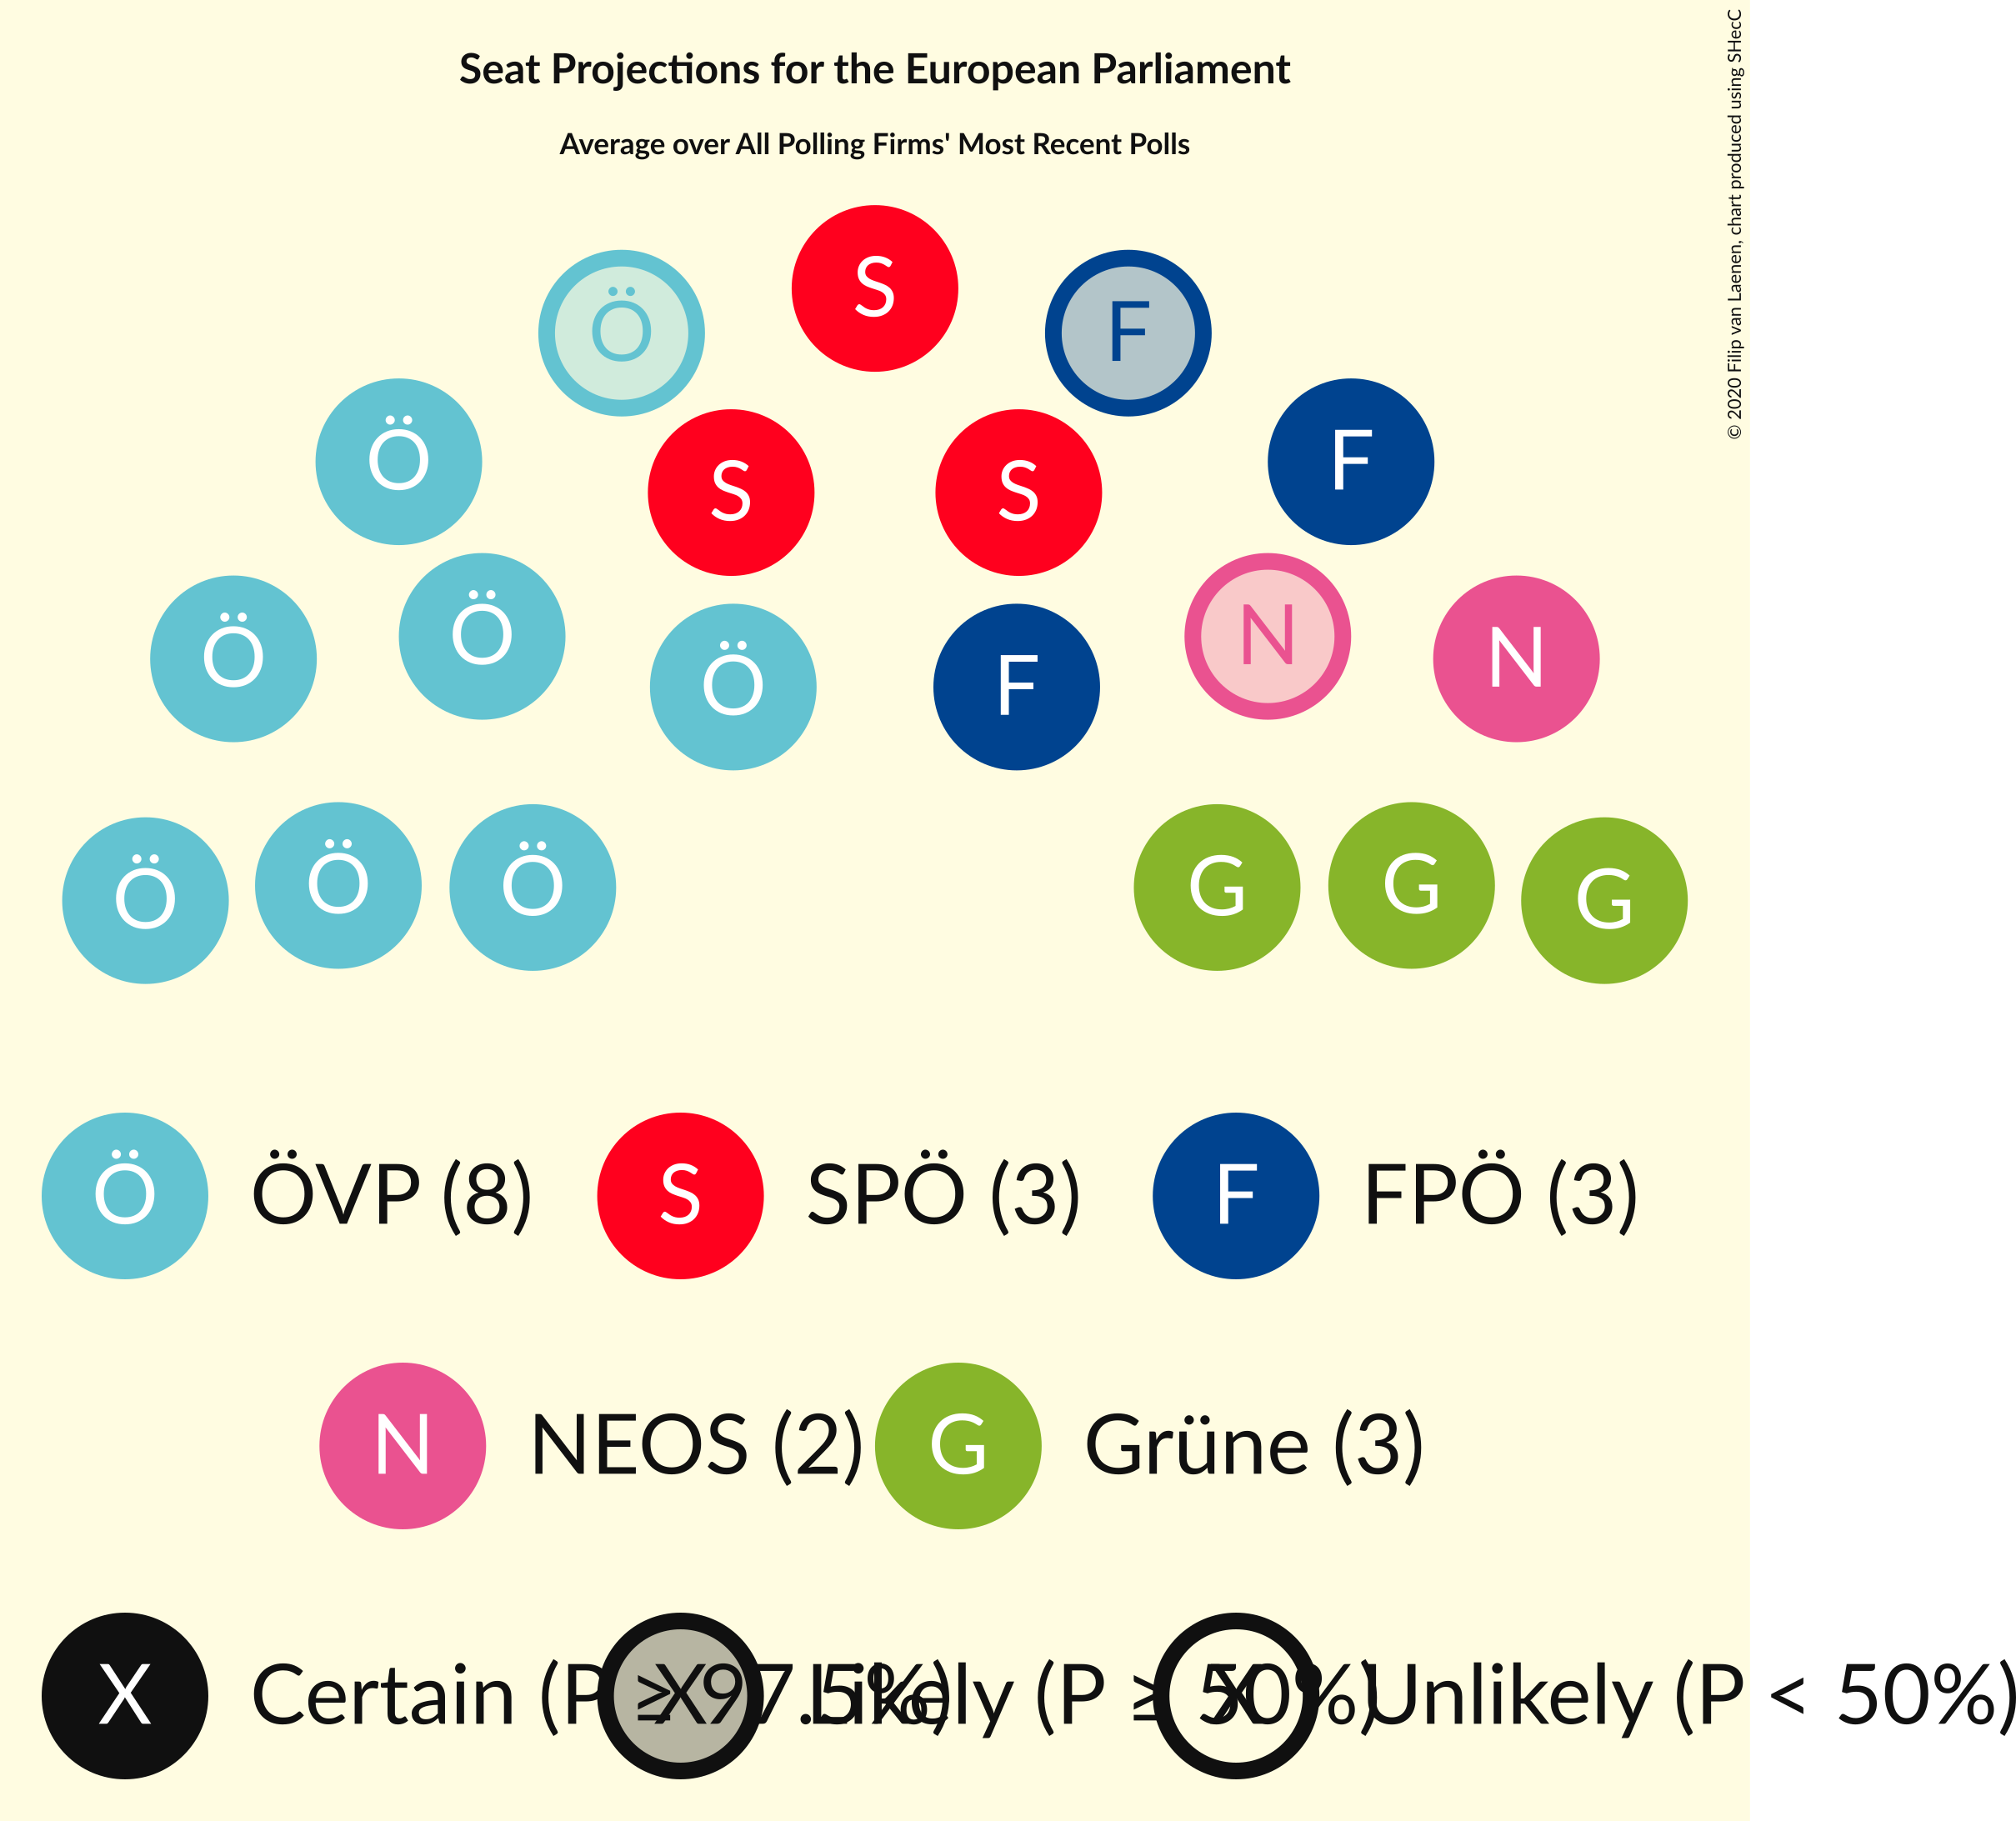 Seat Projections for the European Parliament
Average over All Polling Firms' Most Recent Polls
© 2020 Filip van Laenen, chart produced using SHecC
S
Ö F
Ö F
S S
Ö N
Ö N
Ö F
Ö G
Ö G
Ö G
Ö ÖVP (8) S SPÖ (3) F FPÖ (3)
N NEOS (2) G Grüne (3)
X Certain (P ≥ 97.5%) X Likely (P ≥ 50%) X Unlikely (P < 50%)